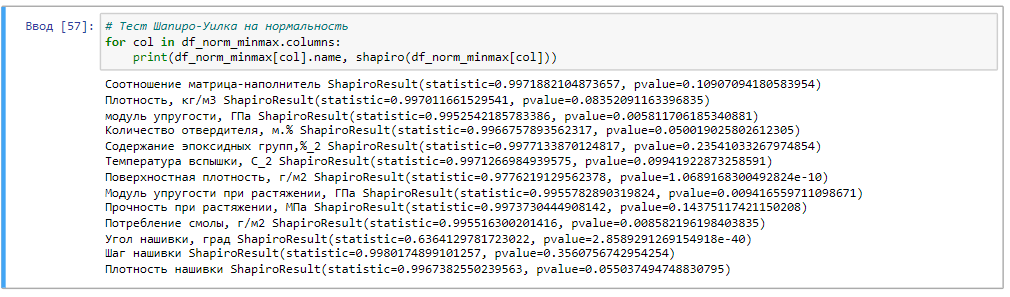 Ввод [57]:
# Тест Шапиро-Уилка на нормальность
for col in df_norm_minmax.columns:
    print(df_norm_minmax[col].name, shapiro(df_norm_minmax[col]))
Соотношение матрица-наполнитель ShapiroResult(statistic=0.9971882104873657, pvalue=0.10907094180583954)
Плотность, кг/м3 ShapiroResult(statistic=0.997011661529541, pvalue=0.08352091163396835)
модуль упругости, ГПа ShapiroResult(statistic=0.9952542185783386, pvalue=0.005811706185340881)
Количество отвердителя, м.% ShapiroResult(statistic=0.9966757893562317, pvalue=0.050019025802612305)
Содержание эпоксидных групп,%_2 ShapiroResult(statistic=0.9977133870124817, pvalue=0.23541033267974854)
Температура вспышки, С_2 ShapiroResult(statistic=0.9971266984939575, pvalue=0.09941922873258591)
Поверхностная плотность, г/м2 ShapiroResult(statistic=0.9776219129562378, pvalue=1.0689168300492824e-10)
Модуль упругости при растяжении, ГПа ShapiroResult(statistic=0.9955782890319824, pvalue=0.009416559711098671)
Прочность при растяжении, МПа ShapiroResult(statistic=0.9973730444908142, pvalue=0.14375117421150208)
Потребление смолы, г/м2 ShapiroResult(statistic=0.995516300201416, pvalue=0.008582196198403835)
Угол нашивки, град ShapiroResult(statistic=0.6364129781723022, pvalue=2.8589291269154918e-40)
Шаг нашивки ShapiroResult(statistic=0.9980174899101257, pvalue=0.3560756742954254)
Плотность нашивки ShapiroResult(statistic=0.9967382550239563, pvalue=0.055037494748830795)